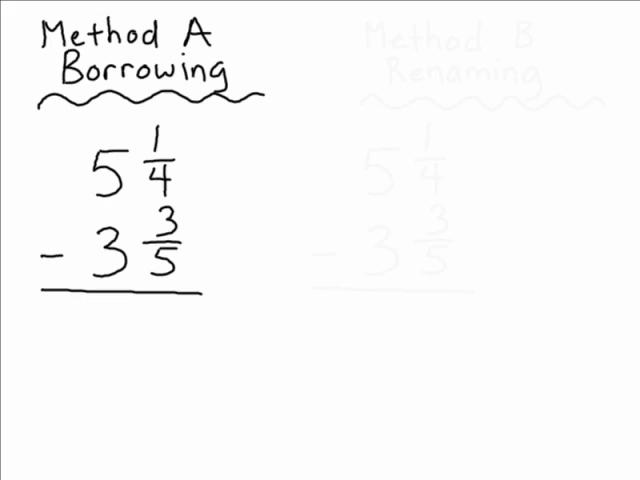 Method A
Borrowing
5 1/4
- 3 3/5
Method B
Renaming
5 1/4
- 3 3/5